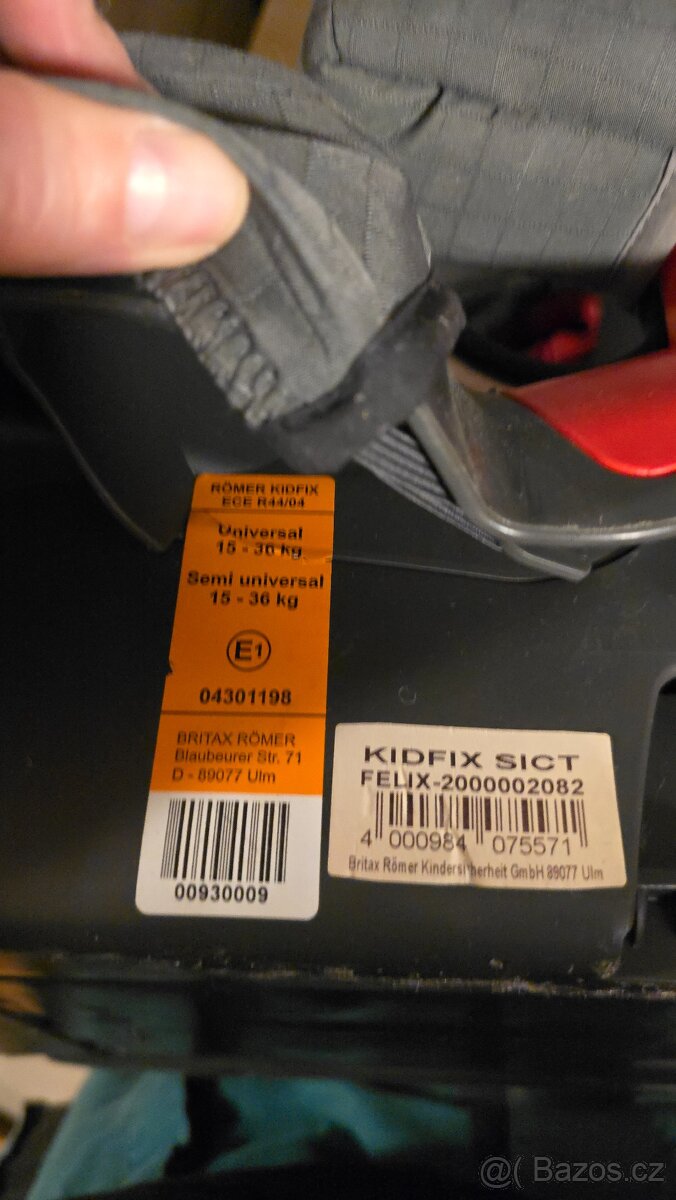 RÖMER KIDFIX
ECE R44/04
Universal
15 - 36 kg
Semi universal
15 - 36 kg
E1
04301198
BRITAX RÖMER
Blaubeurer Str. 71
D - 89077 Ulm
00930009
KIDFIX SICT
FELIX-2000002082
4 000984 075571
Britax Römer Kindersicherheit GmbH 89077 Ulm
@( Bazos.cz